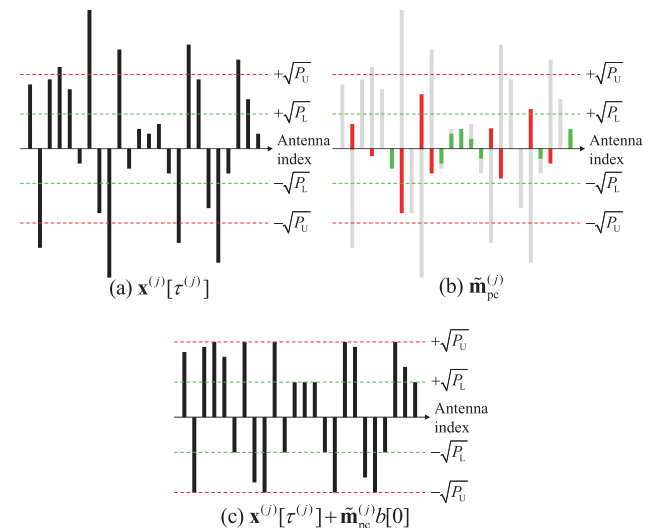 +√P_U
+√P_L
Antenna
index
−√P_L
−√P_U
(a) x^(j)[τ^(j)]
+√P_U
+√P_L
Antenna
index
−√P_L
−√P_U
(b) m̃_pc^(j)
+√P_U
+√P_L
Antenna
index
−√P_L
−√P_U
(c) x^(j)[τ^(j)] + m̃_pc^(j) b[0]